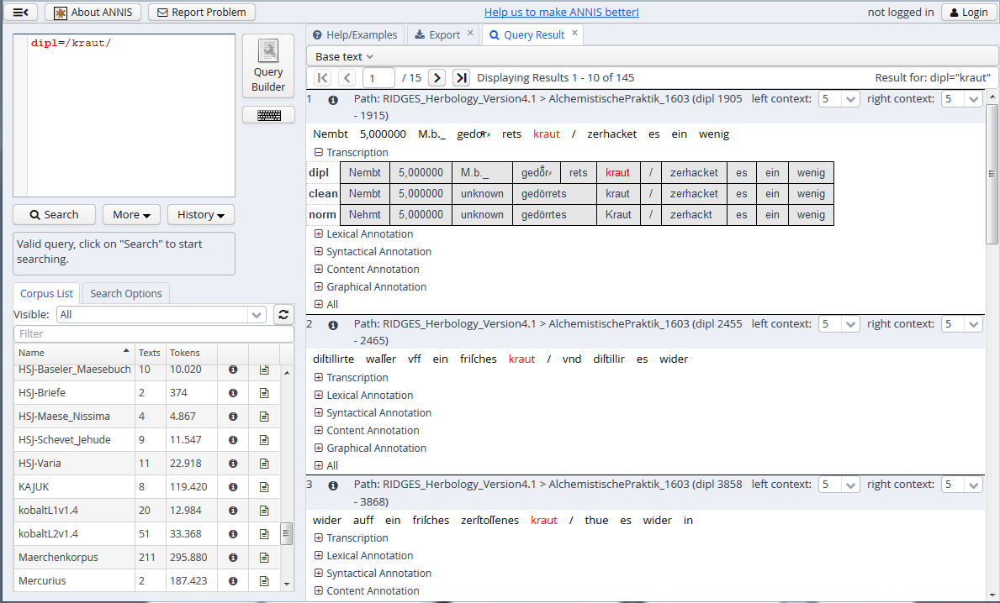 About ANNIS
Report Problem
Help us to make ANNIS better!
not logged in
Login
dipl=/kraut/
Query
Builder
Search
More
History
Valid query, click on "Search" to start
searching.
Corpus List
Search Options
Visible:
All
Filter
Name Texts Tokens
HSJ-Baseler_Maesebuch 10 10.020
HSJ-Briefe 2 374
HSJ-Maese_Nissima 4 4.867
HSJ-Schevet_Jehude 9 11.547
HSJ-Varia 11 22.918
KAJUK 8 119.420
kobaltL1v1.4 20 12.984
kobaltL2v1.4 51 33.368
Maerchenkorpus 211 295.880
Mercurius 2 187.423
Help/Examples
Export
Query Result
Base text
1 / 15 Displaying Results 1 - 10 of 145 Result for: dipl="kraut"
1 Path: RIDGES_Herbology_Version4.1 > AlchemistischePraktik_1603 (dipl 1905 left context: 5 right context: 5
- 1915)
Nembt 5,000000 M.b._ rets kraut / zerhacket es ein wenig
Transcription
dipl Nembt 5,000000 M.b._ rets kraut / zerhacket es ein wenig
clean Nembt 5,000000 unknown gedörrets kraut / zerhacket es ein wenig
norm Nehmt 5,000000 unknown gedörrtes Kraut / zerhackt es ein wenig
Lexical Annotation
Syntactical Annotation
Content Annotation
Graphical Annotation
All
2 Path: RIDGES_Herbology_Version4.1 > AlchemistischePraktik_1603 (dipl 2455 left context: 5 right context: 5
- 2465)
diſtillirte waſſer vff ein friſches kraut / vnd diſtillir es wider
Transcription
Lexical Annotation
Syntactical Annotation
Content Annotation
Graphical Annotation
All
3 Path: RIDGES_Herbology_Version4.1 > AlchemistischePraktik_1603 (dipl 3858 left context: 5 right context: 5
- 3868)
wider auff ein friſches zerſtoſſenes kraut / thue es wider in
Transcription
Lexical Annotation
Syntactical Annotation
Content Annotation